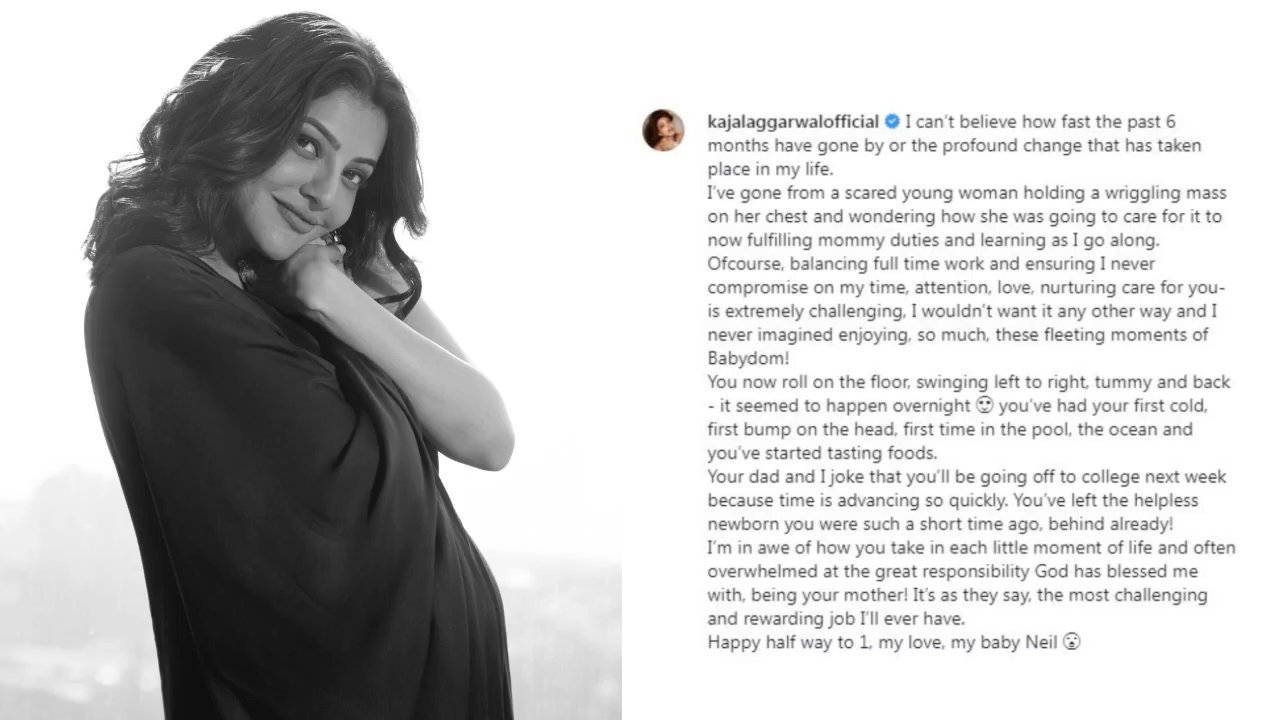 kajalaggarwalofficial I can't believe how fast the past 6
months have gone by or the profound change that has taken
place in my life.
I've gone from a scared young woman holding a wriggling mass
on her chest and wondering how she was going to care for it to
now fulfilling mommy duties and learning as I go along.
Ofcourse, balancing full time work and ensuring I never
compromise on my time, attention, love, nurturing care for you-
is extremely challenging, I wouldn't want it any other way and I
never imagined enjoying, so much, these fleeting moments of
Babydom!
You now roll on the floor, swinging left to right, tummy and back
- it seemed to happen overnight 🙂 you've had your first cold,
first bump on the head, first time in the pool, the ocean and
you've started tasting foods.
Your dad and I joke that you'll be going off to college next week
because time is advancing so quickly. You've left the helpless
newborn you were such a short time ago, behind already!
I'm in awe of how you take in each little moment of life and often
overwhelmed at the great responsibility God has blessed me
with, being your mother! It's as they say, the most challenging
and rewarding job I'll ever have.
Happy half way to 1, my love, my baby Neil 😘